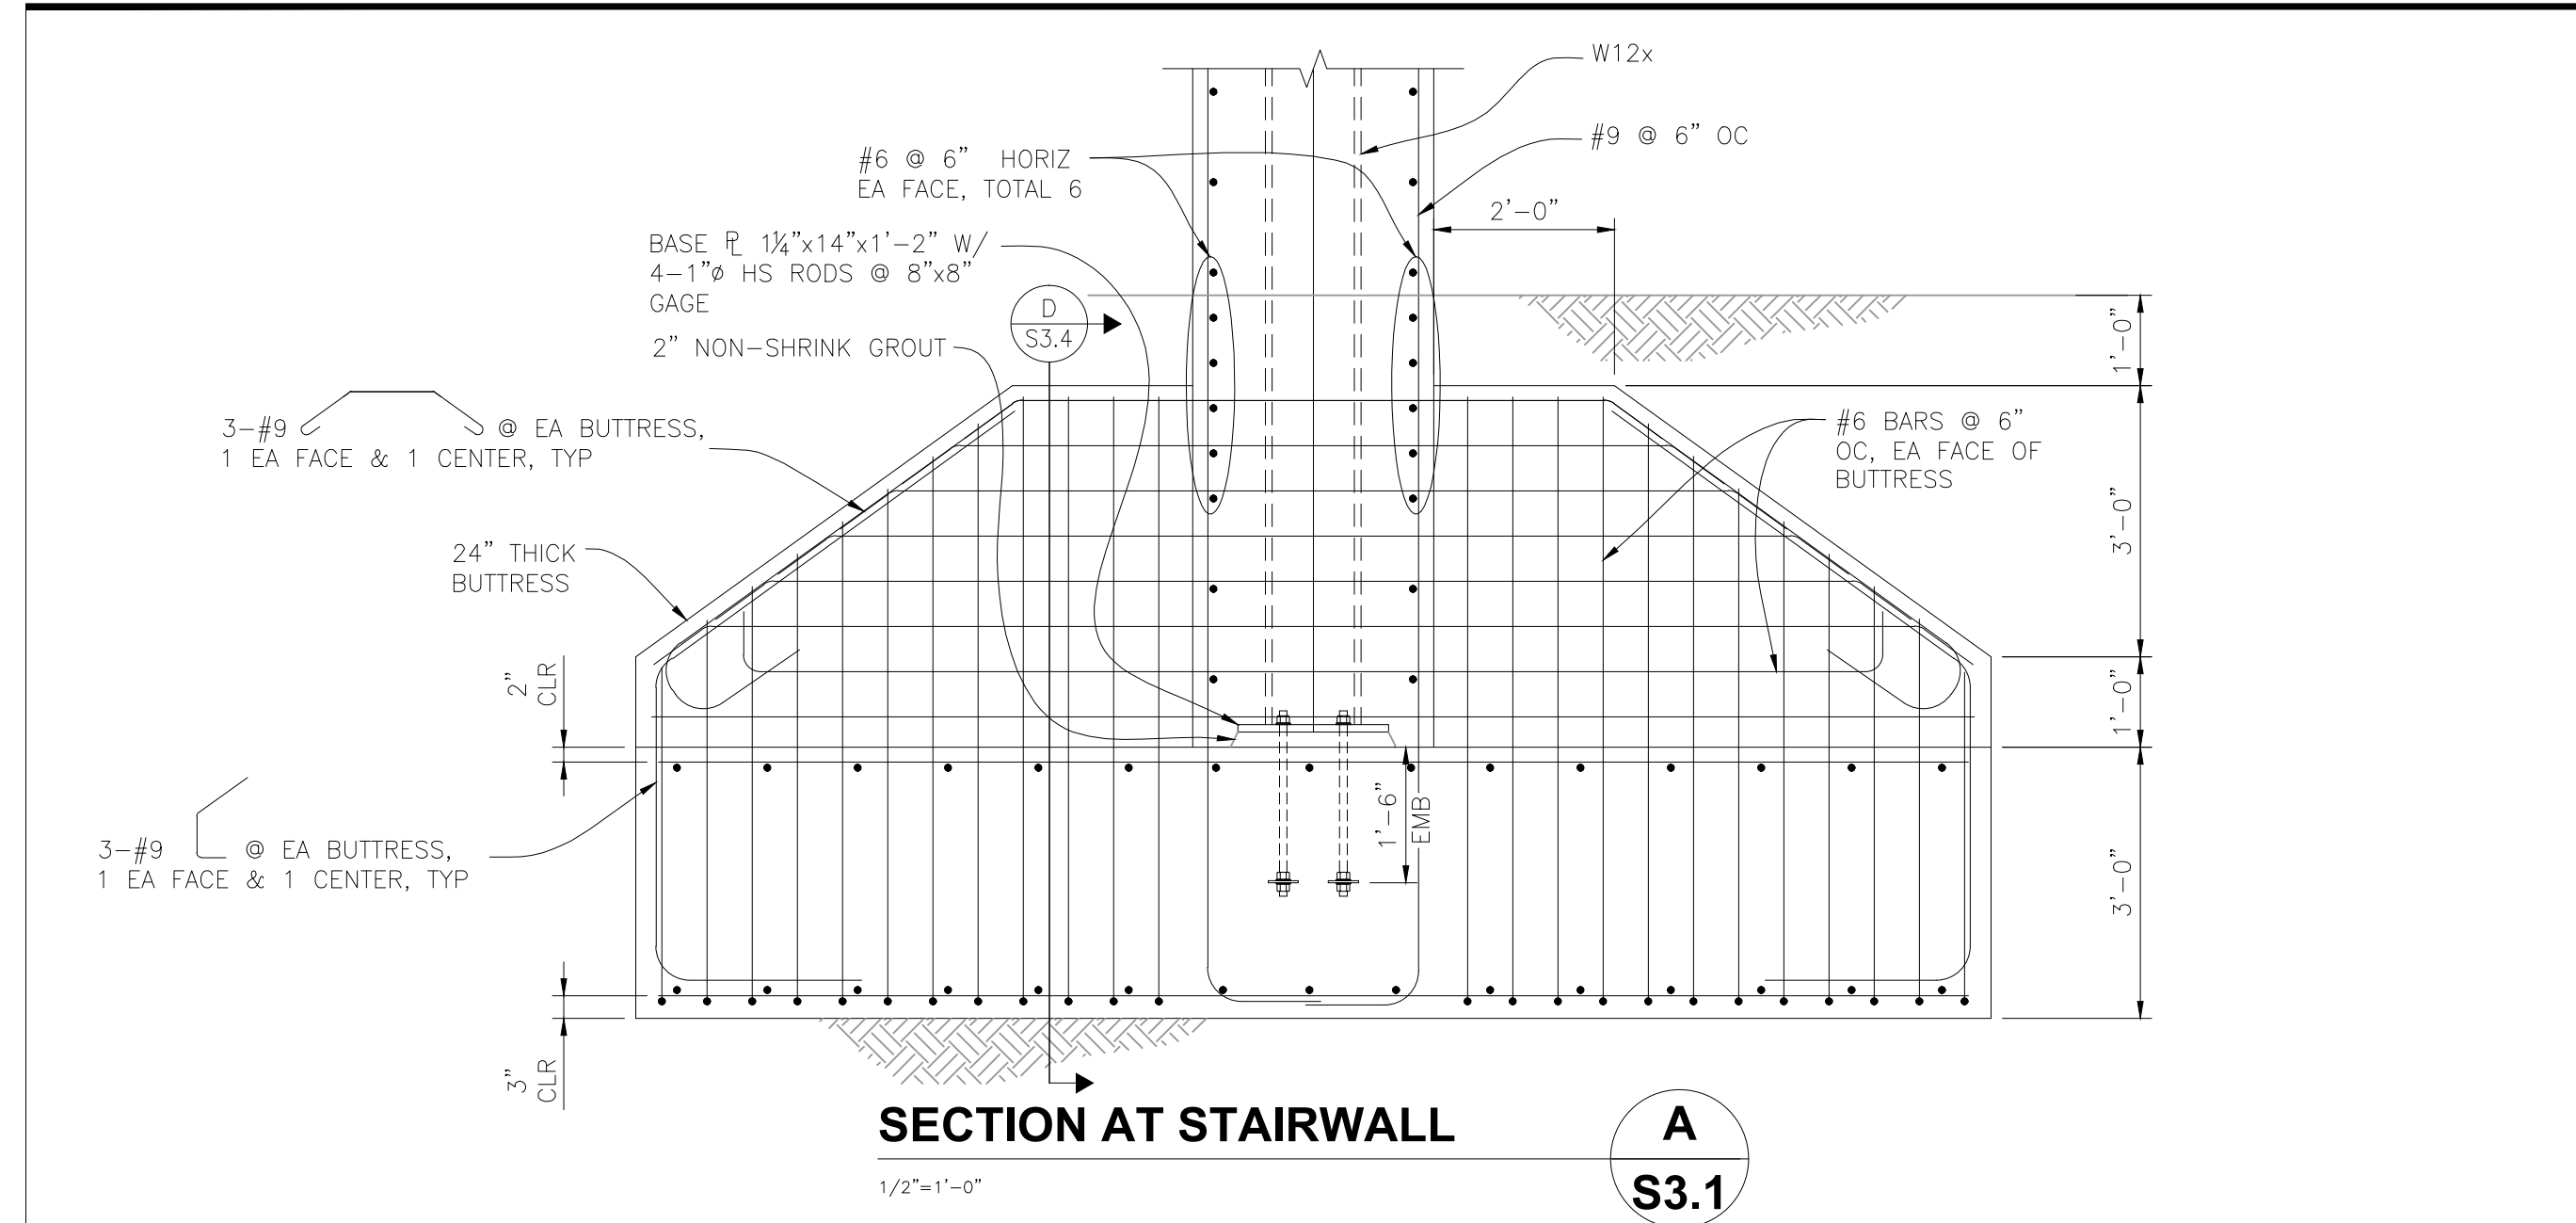 W12x
#9 @ 6" OC
#6 @ 6" HORIZ
EA FACE, TOTAL 6
2'-0"
BASE ⅊ 1¼"x14"x1'-2" W/
4-1"ø HS RODS @ 8"x8"
GAGE
D
S3.4
2" NON-SHRINK GROUT
1'-0"
3-#9 @ EA BUTTRESS,
1 EA FACE & 1 CENTER, TYP
#6 BARS @ 6"
OC, EA FACE OF
BUTTRESS
3'-0"
24" THICK
BUTTRESS
2"
CLR
1'-0"
1'-6"
EMB
3-#9 @ EA BUTTRESS,
1 EA FACE & 1 CENTER, TYP
3'-0"
3"
CLR
SECTION AT STAIRWALL
1/2"=1'-0"
A
S3.1